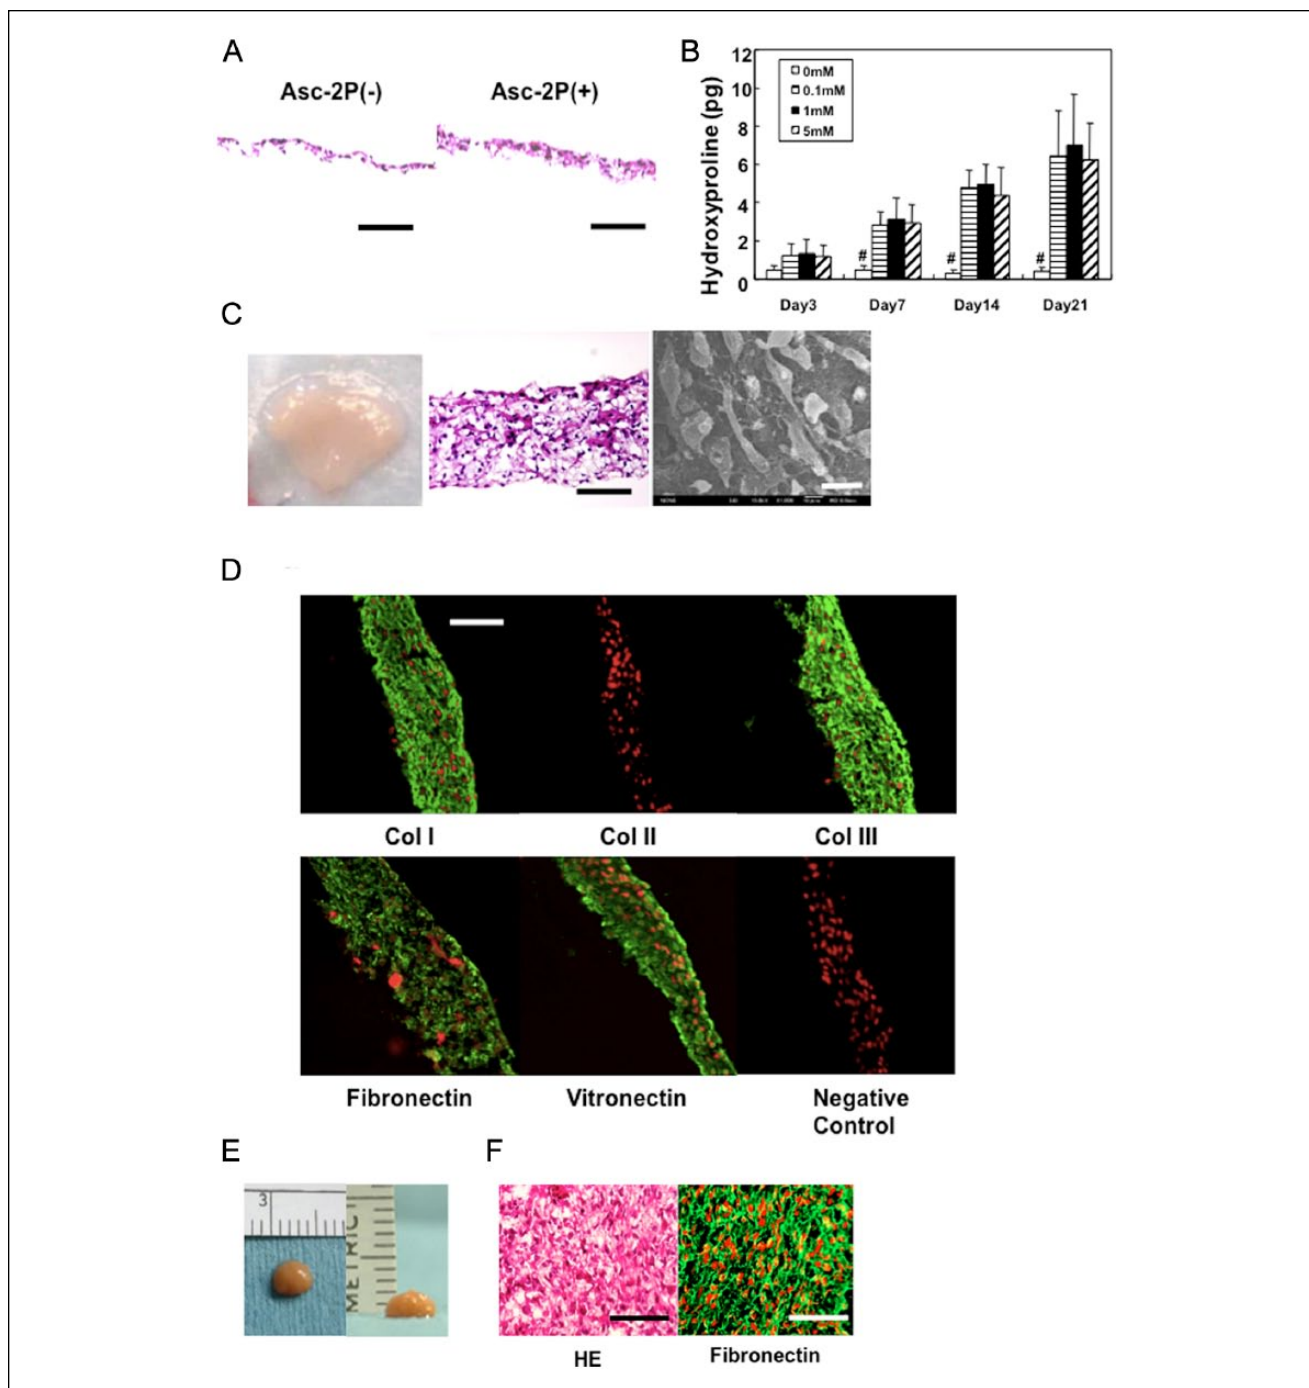 A
Asc-2P(-)
Asc-2P(+)
B
Hydroxyproline (pg)
12
10
8
6
4
2
0
0mM
0.1mM
1mM
5mM
#
#
#
Day3
Day7
Day14
Day21
C
D
Col I
Col II
Col III
Fibronectin
Vitronectin
Negative
Control
E
3
METRIC
F
HE
Fibronectin